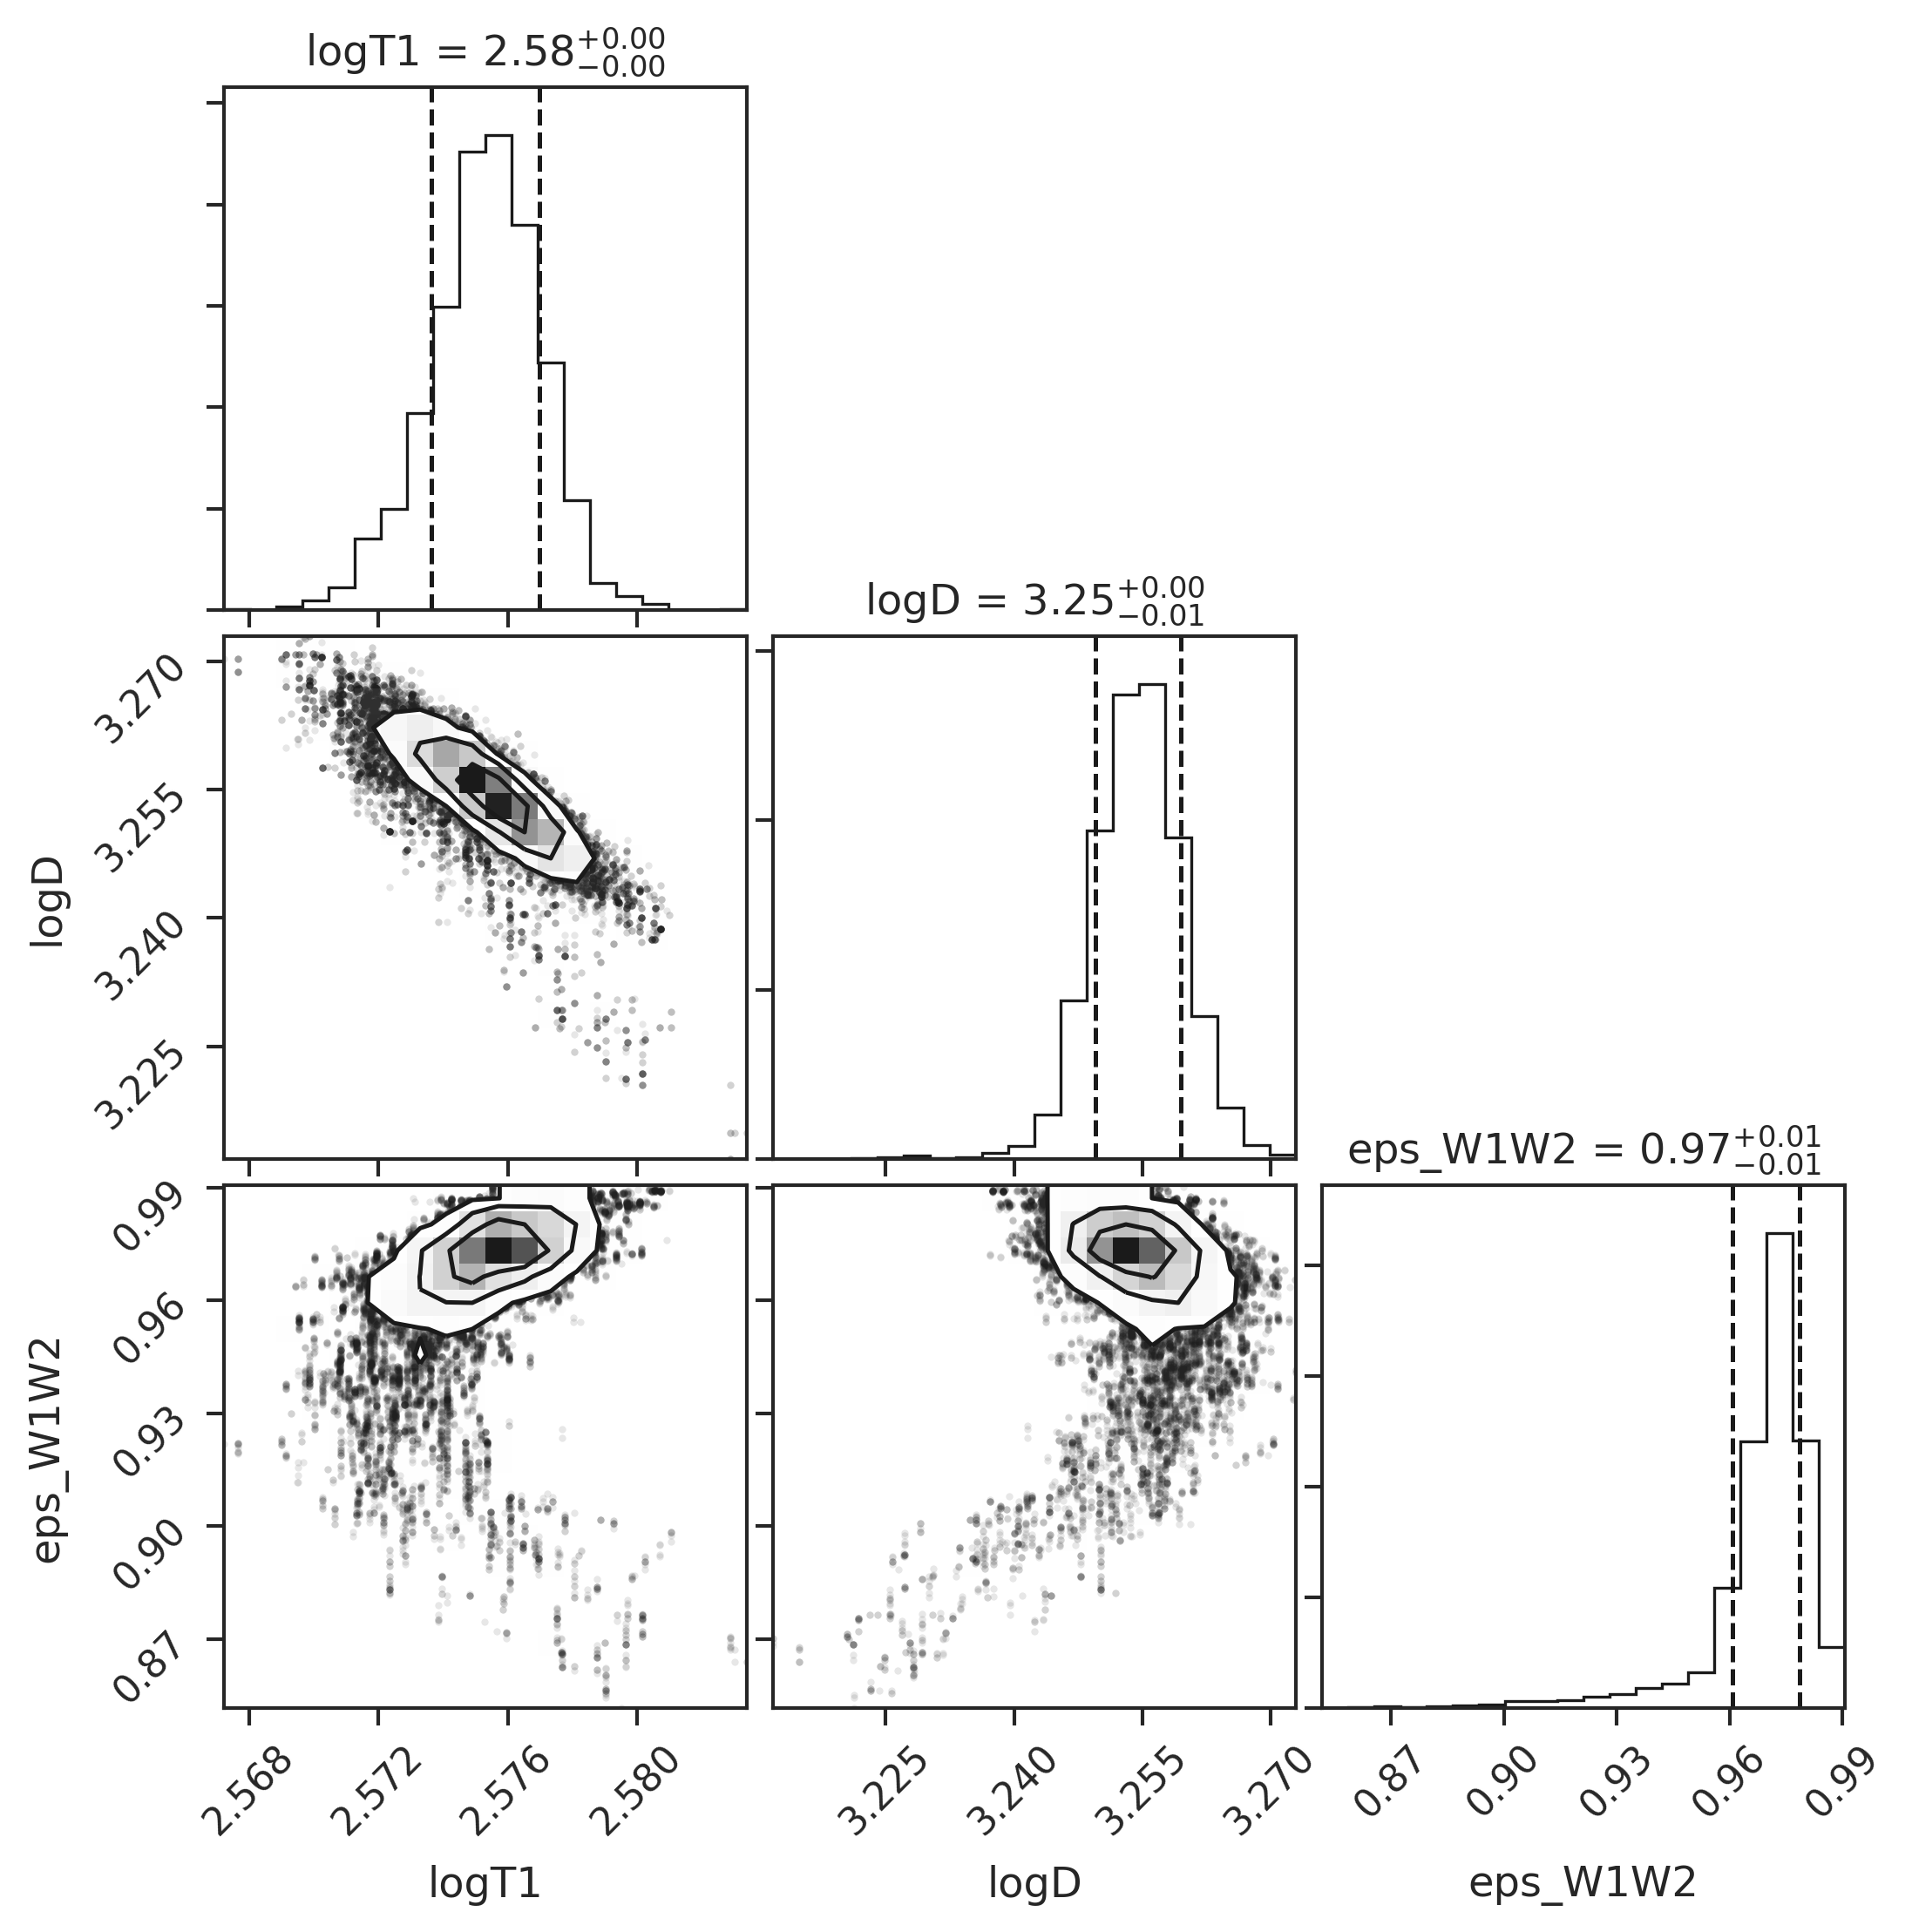 logT1 = 2.58+0.00−0.00
logD = 3.25+0.00−0.01
eps_W1W2 = 0.97+0.01−0.01
3.270
3.255
3.240
3.225
logD
0.99
0.96
0.93
0.90
0.87
eps_W1W2
2.568 2.572 2.576 2.580
3.225 3.240 3.255 3.270
0.87 0.90 0.93 0.96 0.99
logT1
logD
eps_W1W2